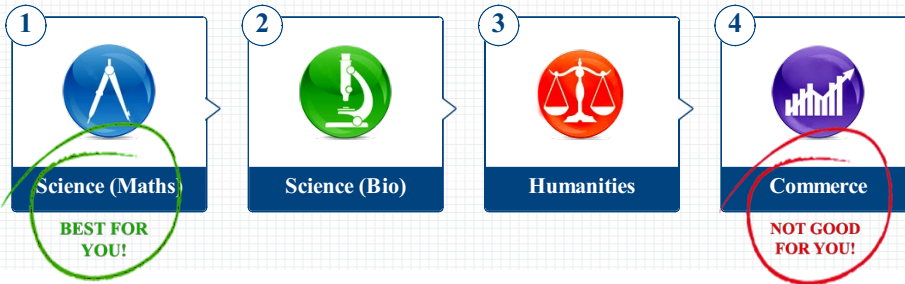 1
2
3
4
Science (Maths)
Science (Bio)
Humanities
Commerce
BEST FOR
YOU!
NOT GOOD
FOR YOU!